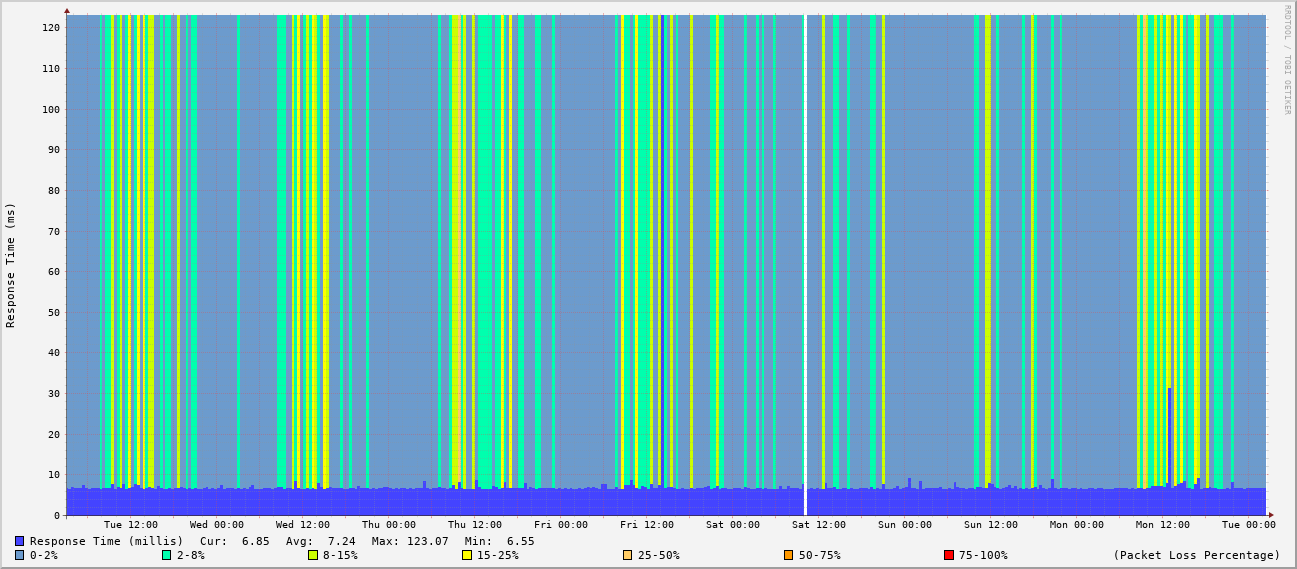 RRDTOOL / TOBI OETIKER
Response Time (ms)
120
110
100
90
80
70
60
50
40
30
20
10
0
Tue 12:00 Wed 00:00 Wed 12:00 Thu 00:00 Thu 12:00 Fri 00:00 Fri 12:00 Sat 00:00 Sat 12:00 Sun 00:00 Sun 12:00 Mon 00:00 Mon 12:00 Tue 00:00
Response Time (millis) Cur: 6.85 Avg: 7.24 Max: 123.07 Min: 6.55
0-2% 2-8% 8-15% 15-25% 25-50% 50-75% 75-100% (Packet Loss Percentage)